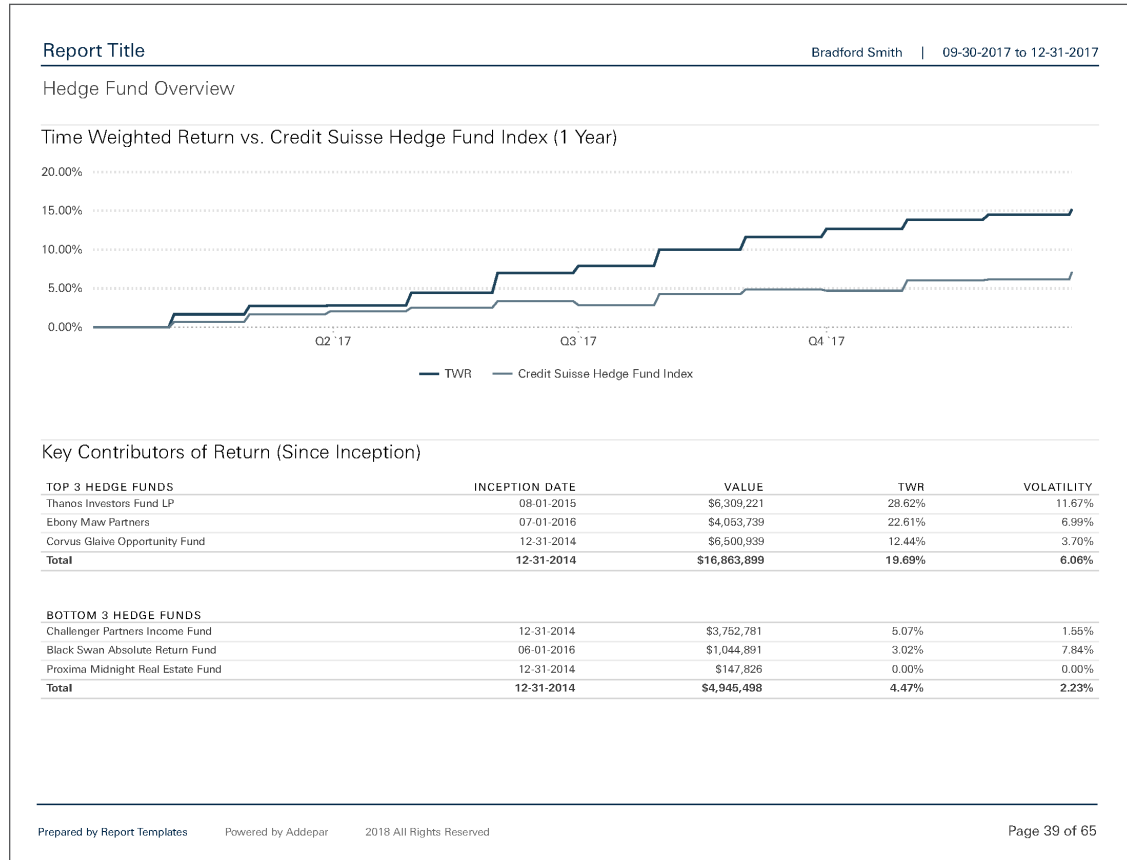 Report Title
Bradford Smith | 09-30-2017 to 12-31-2017
Hedge Fund Overview
Time Weighted Return vs. Credit Suisse Hedge Fund Index (1 Year)
20.00%
15.00%
10.00%
5.00%
0.00%
Q2 `17 Q3 `17 Q4 `17
TWR Credit Suisse Hedge Fund Index
Key Contributors of Return (Since Inception)
TOP 3 HEDGE FUNDS INCEPTION DATE VALUE TWR VOLATILITY
Thanos Investors Fund LP 08-01-2015 $6,309,221 28.62% 11.67%
Ebony Maw Partners 07-01-2016 $4,053,739 22.61% 6.99%
Corvus Glaive Opportunity Fund 12-31-2014 $6,500,939 12.44% 3.70%
Total 12-31-2014 $16,863,899 19.69% 6.06%
BOTTOM 3 HEDGE FUNDS
Challenger Partners Income Fund 12-31-2014 $3,752,781 5.07% 1.55%
Black Swan Absolute Return Fund 06-01-2016 $1,044,891 3.02% 7.84%
Proxima Midnight Real Estate Fund 12-31-2014 $147,826 0.00% 0.00%
Total 12-31-2014 $4,945,498 4.47% 2.23%
Prepared by Report Templates Powered by Addepar 2018 All Rights Reserved Page 39 of 65